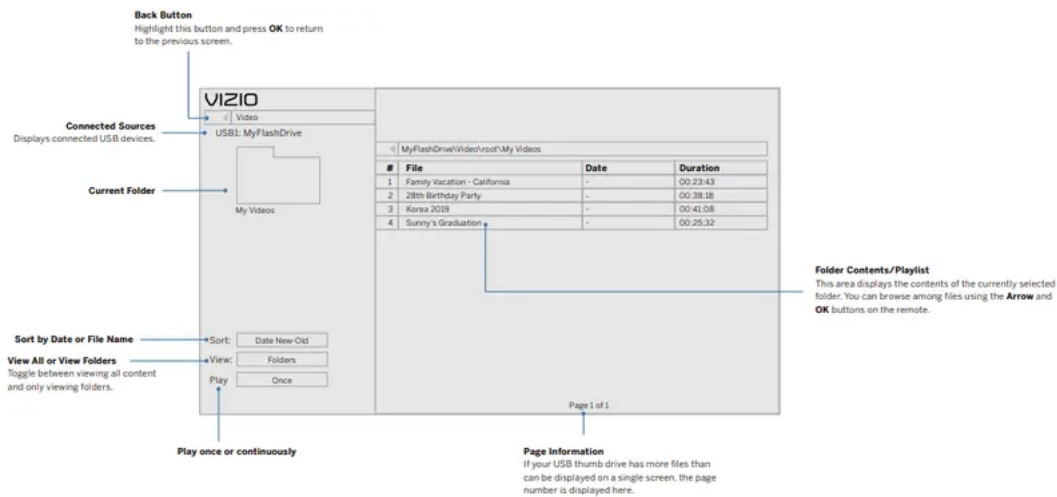 Back Button
Highlight this button and press OK to return
to the previous screen.
VIZIO
Video
Connected Sources
Displays connected USB devices.
USB1: MyFlashDrive
MyFlashDrive\Video\root\My Videos
# File Date Duration
1 Family Vacation - California - 00:23:43
2 28th Birthday Party - 00:38:18
3 Korea 2019 - 00:41:08
4 Sunny's Graduation - 00:25:32
Current Folder
My Videos
Folder Contents/Playlist
This area displays the contents of the currently selected
folder. You can browse among files using the Arrow and
OK buttons on the remote.
Sort by Date or File Name
Sort: Date New-Old
View All or View Folders
Toggle between viewing all content
and only viewing folders.
View: Folders
Play Once
Page 1 of 1
Play once or continuously
Page Information
If your USB thumb drive has more files than
can be displayed on a single screen, the page
number is displayed here.